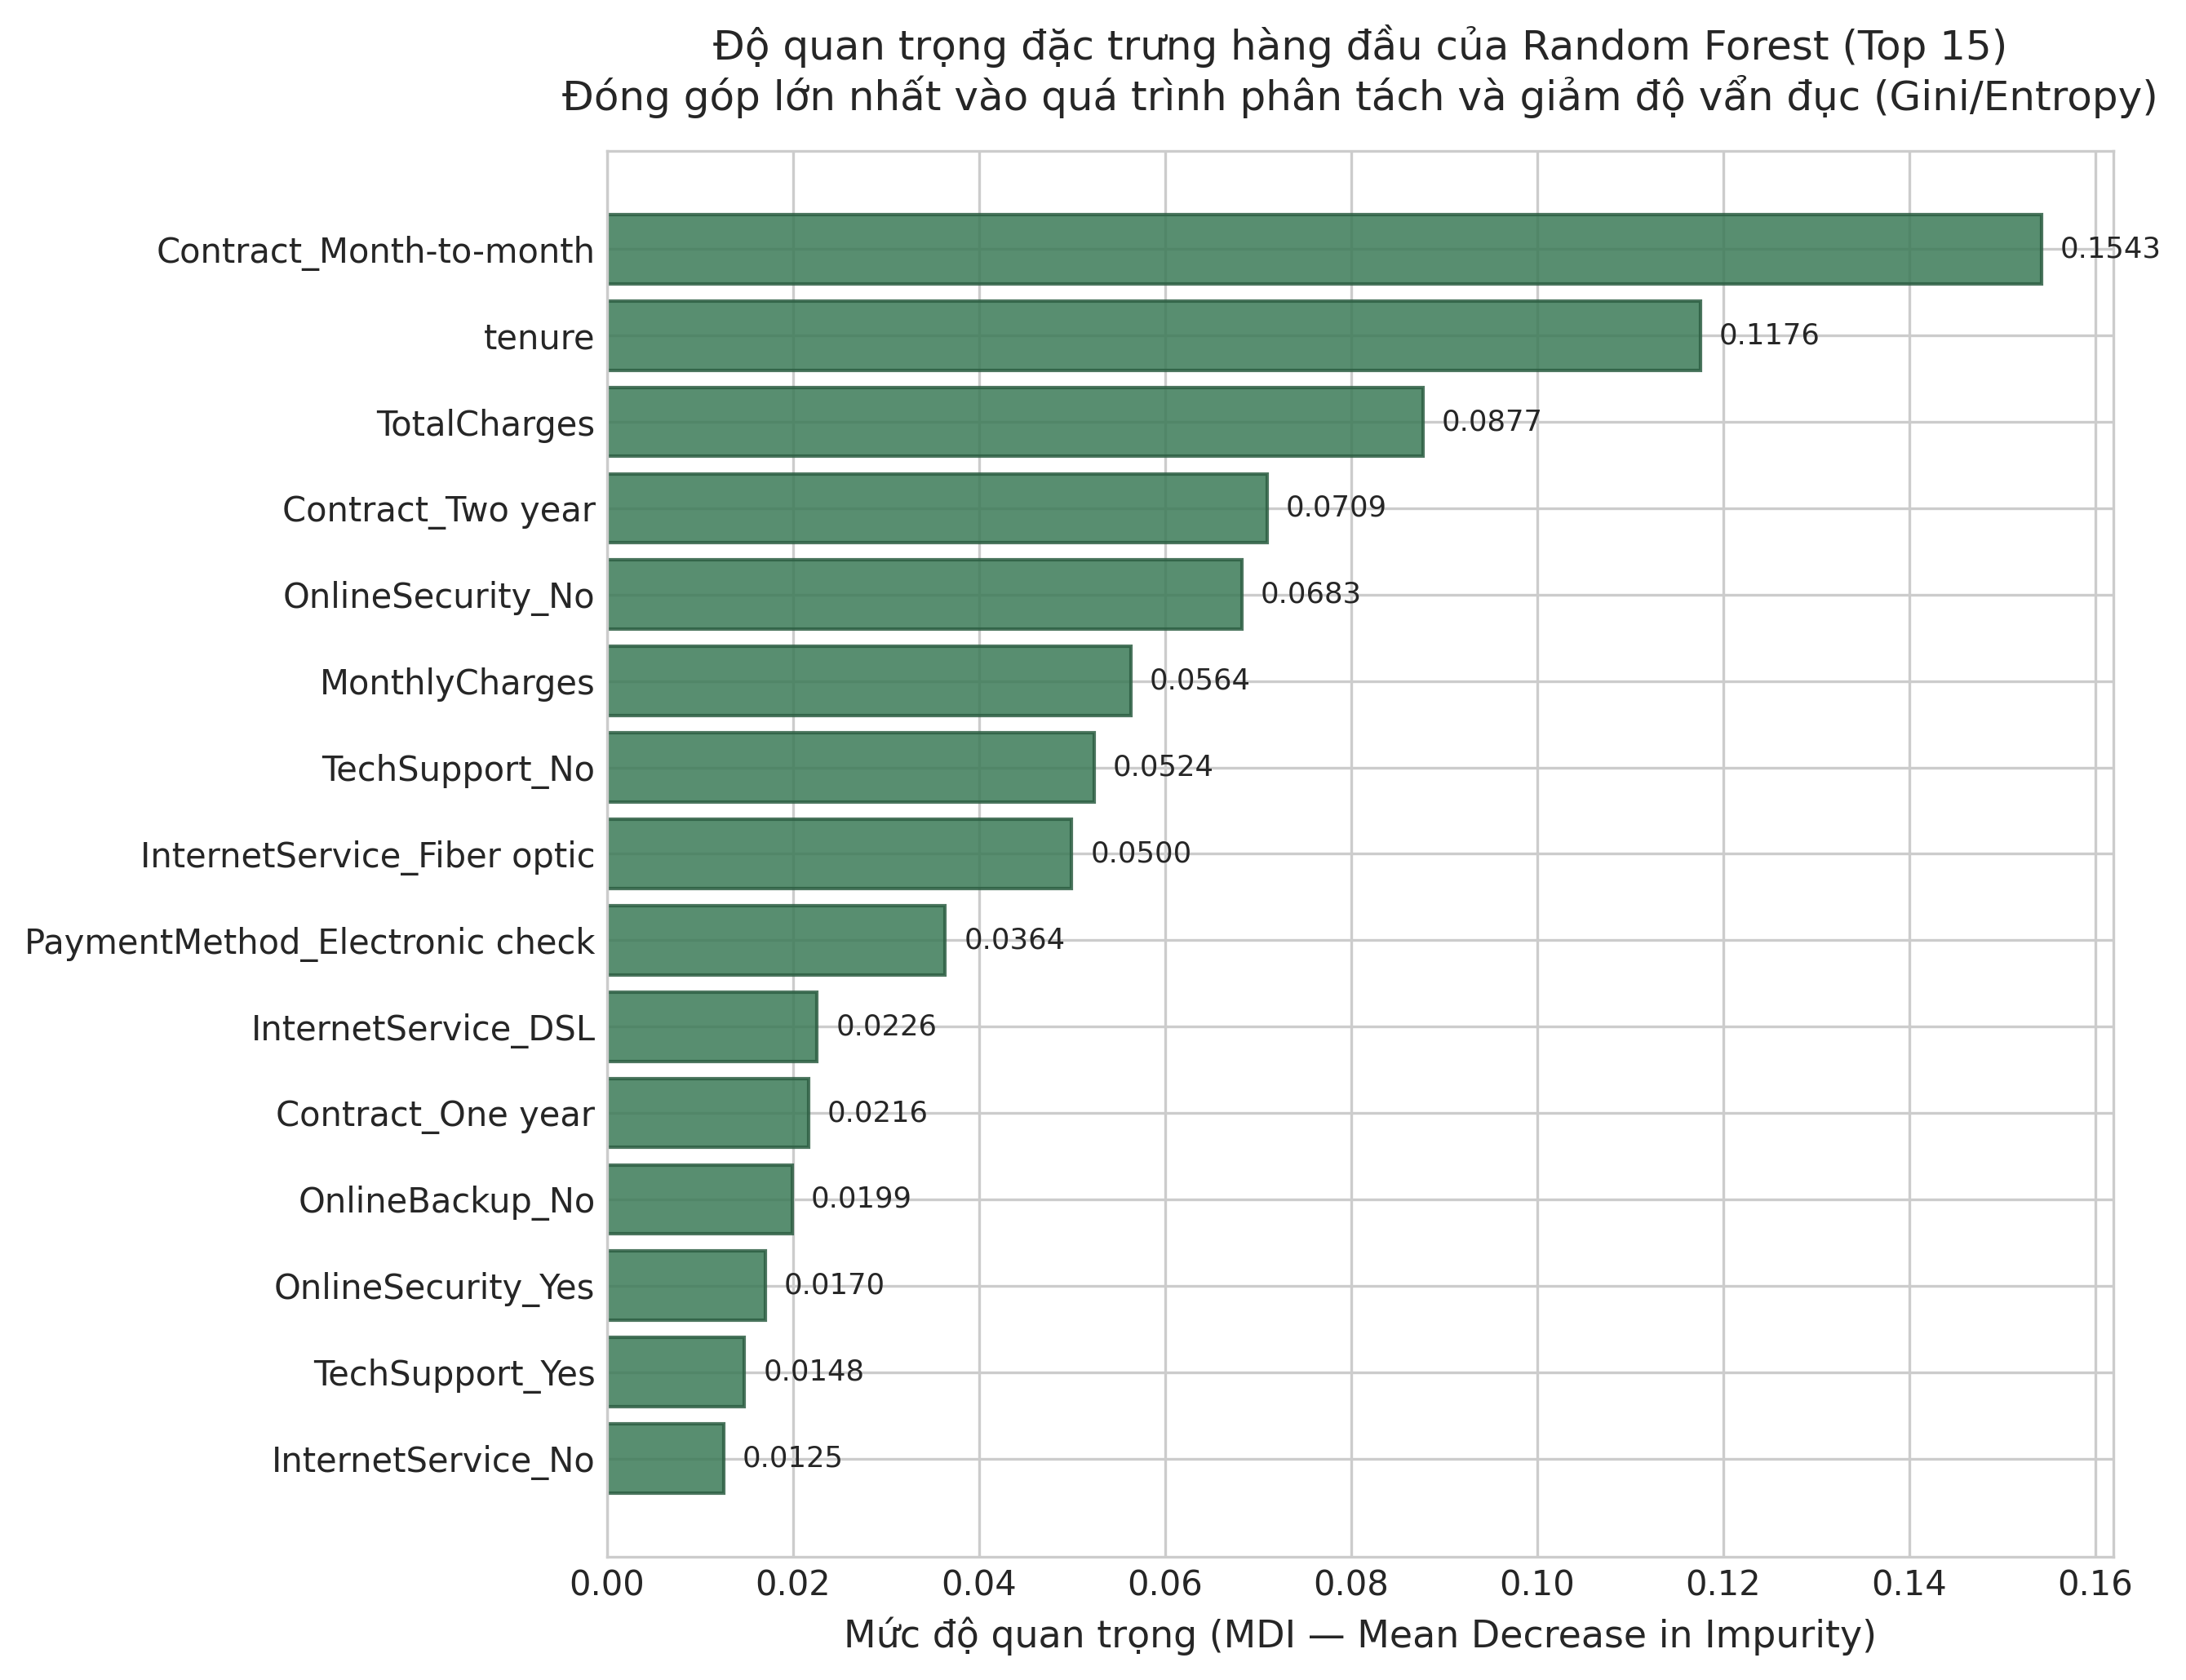 Độ quan trọng đặc trưng hàng đầu của Random Forest (Top 15)
Đóng góp lớn nhất vào quá trình phân tách và giảm độ vẩn đục (Gini/Entropy)
Contract_Month-to-month 0.1543
tenure 0.1176
TotalCharges 0.0877
Contract_Two year 0.0709
OnlineSecurity_No 0.0683
MonthlyCharges 0.0564
TechSupport_No 0.0524
InternetService_Fiber optic 0.0500
PaymentMethod_Electronic check 0.0364
InternetService_DSL 0.0226
Contract_One year 0.0216
OnlineBackup_No 0.0199
OnlineSecurity_Yes 0.0170
TechSupport_Yes 0.0148
InternetService_No 0.0125
0.00 0.02 0.04 0.06 0.08 0.10 0.12 0.14 0.16
Mức độ quan trọng (MDI — Mean Decrease in Impurity)